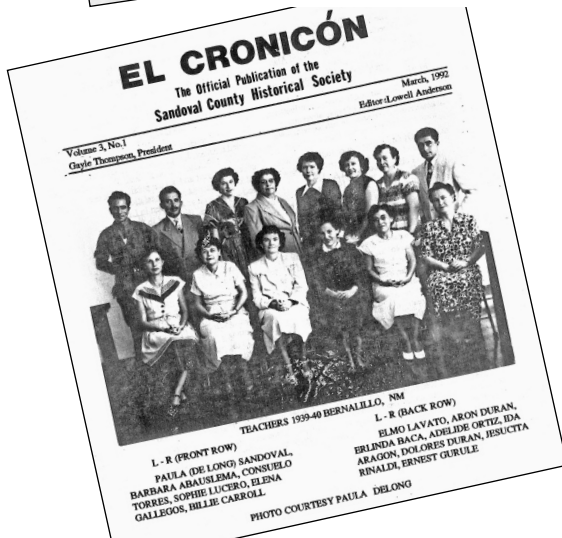 EL CRONICÓN
The Official Publication of the
Sandoval County Historical Society
Volume 3, No.1
March, 1992
Gayle Thompson, President
Editor:Lowell Anderson
TEACHERS 1939-40 BERNALILLO, NM
L - R (FRONT ROW)
PAULA (DE LONG) SANDOVAL,
BARBARA ABAUSLEMA, CONSUELO
TORRES, SOPHIE LUCERO, ELENA
GALLEGOS, BILLIE CARROLL
L - R (BACK ROW)
ELMO LAVATO, ARON DURAN,
ERLINDA BACA, ADELIDE ORTIZ, IDA
ARAGON, DOLORES DURAN, JESUCITA
RINALDI, ERNEST GURULE
PHOTO COURTESY PAULA DELONG